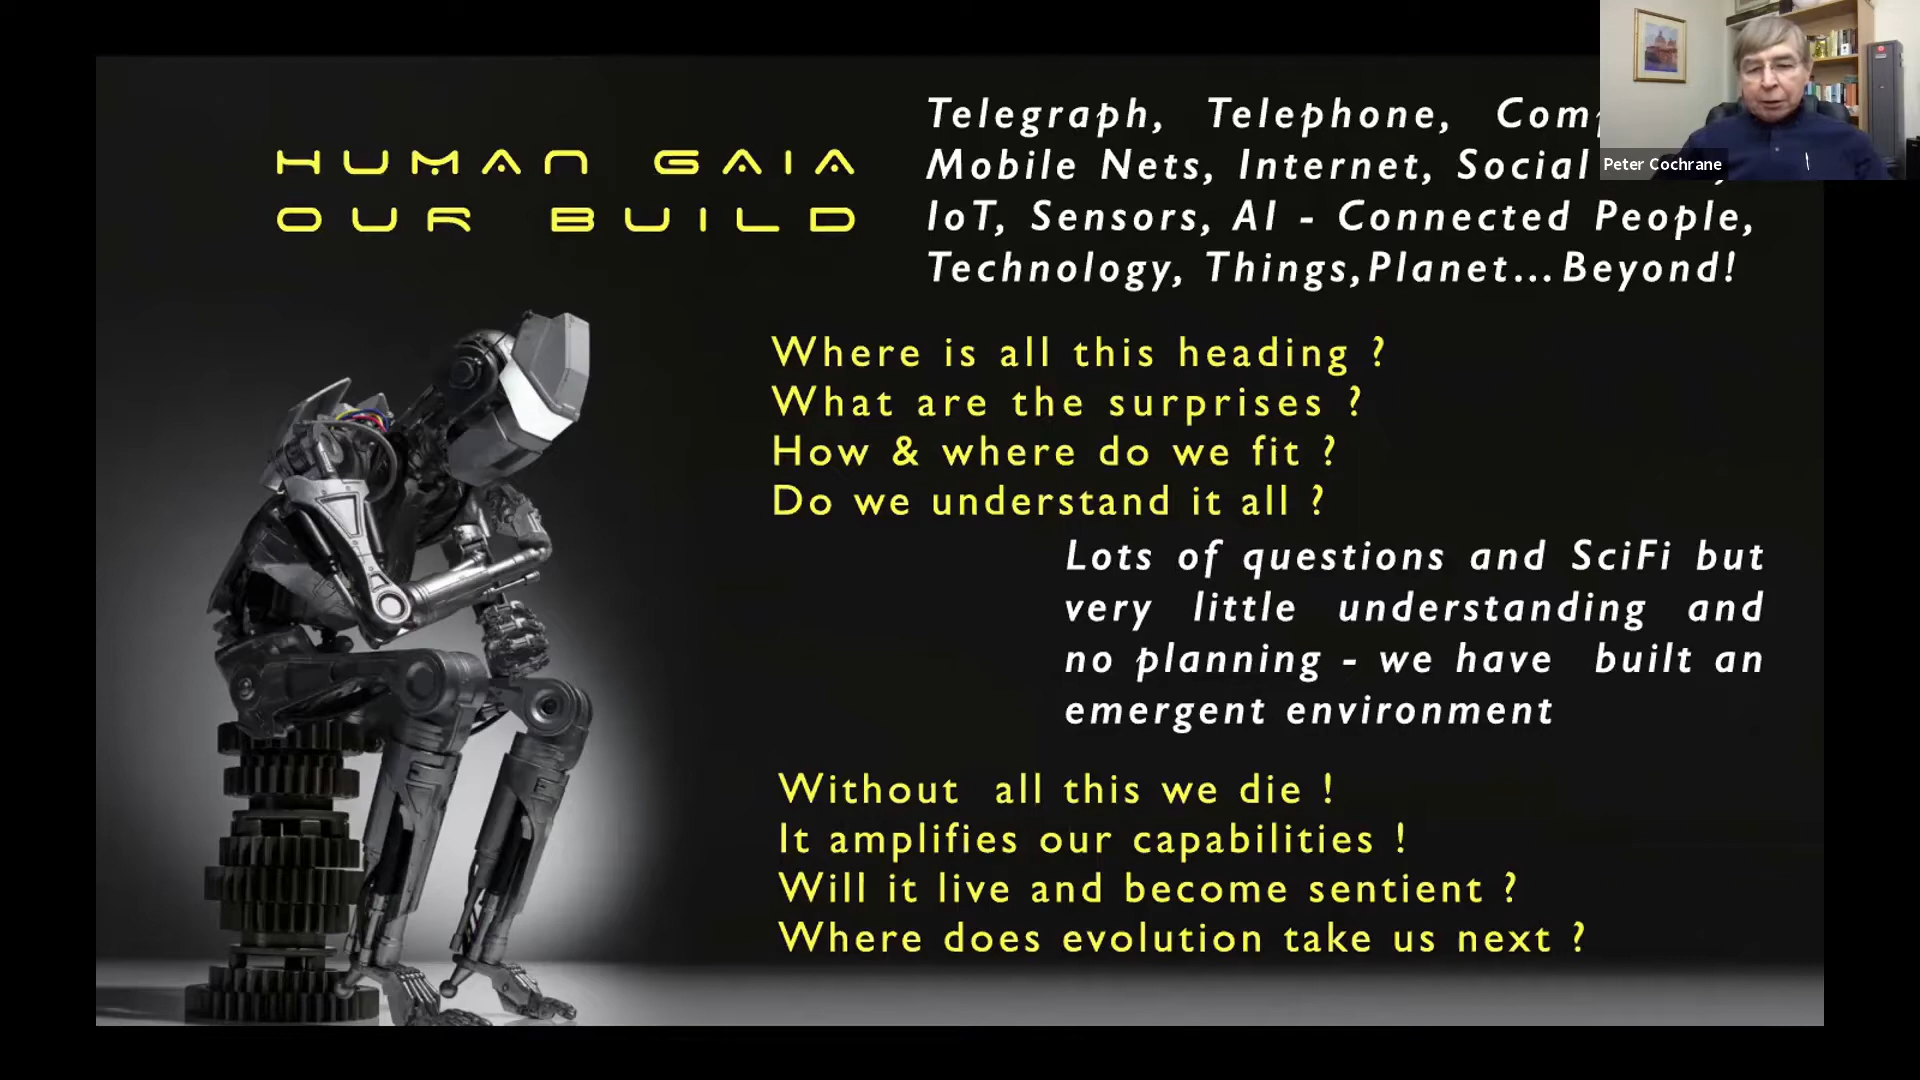 HUMAN GAIA
OUR BUILD
Telegraph, Telephone,
Mobile Nets, Internet, Social
IoT, Sensors, AI - Connected People,
Technology, Things,Planet...Beyond!
Peter Cochrane
Where is all this heading ?
What are the surprises ?
How & where do we fit ?
Do we understand it all ?
Lots of questions and SciFi but
very little understanding and
no planning - we have built an
emergent environment
Without all this we die !
It amplifies our capabilities !
Will it live and become sentient ?
Where does evolution take us next ?